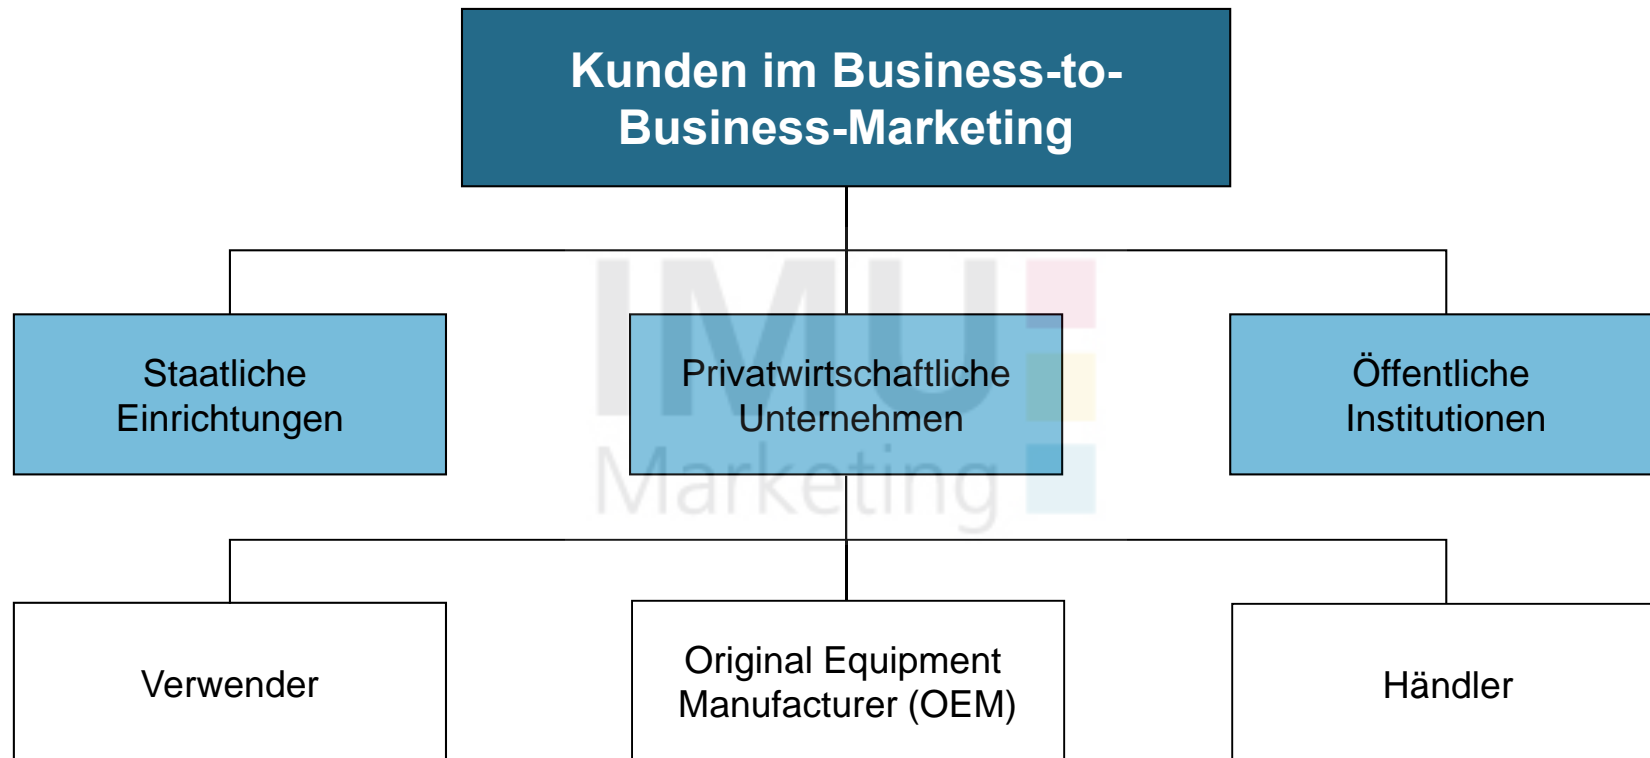 Kunden im Business-to-
Business-Marketing
Staatliche
Einrichtungen
Privatwirtschaftliche
Unternehmen
Öffentliche
Institutionen
IMU
Marketing
Verwender
Original Equipment
Manufacturer (OEM)
Händler